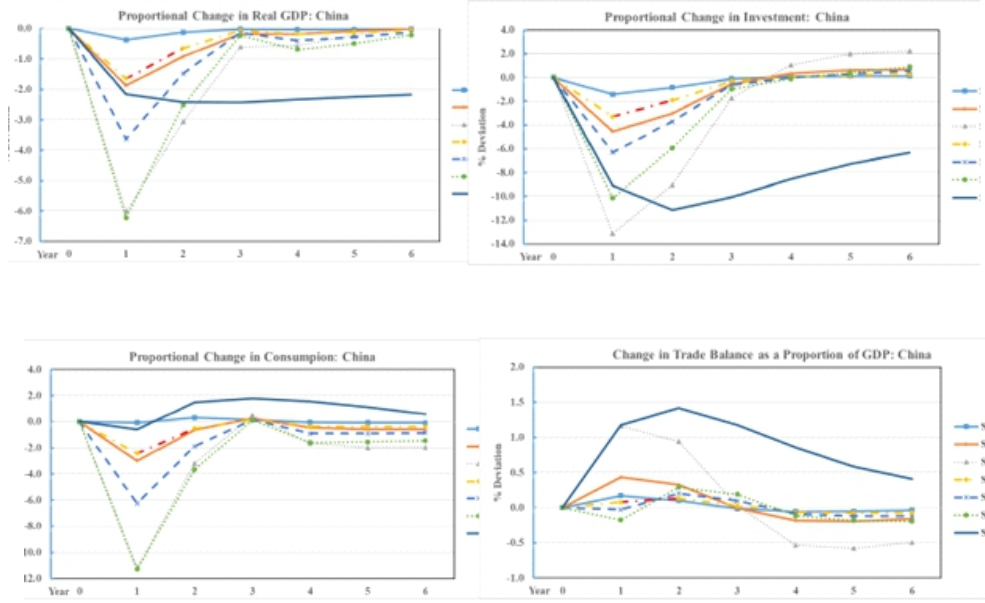 Proportional Change in Real GDP: China
0.0
-1.0
-2.0
-3.0
-4.0
-5.0
-6.0
-7.0
Year 0 1 2 3 4 5 6
Proportional Change in Investment: China
4.0
2.0
0.0
-2.0
-4.0
-6.0
-8.0
-10.0
-12.0
-14.0
% Deviation
Year 0 1 2 3 4 5 6
Proportional Change in Consumpion: China
4.0
2.0
0.0
-2.0
-4.0
-6.0
-8.0
10.0
12.0
Year 0 1 2 3 4 5 6
Change in Trade Balance as a Proportion of GDP: China
2.0
1.5
1.0
0.5
0.0
-0.5
-1.0
% Deviation
Year 0 1 2 3 4 5 6
S
S
S
S
S
S
S